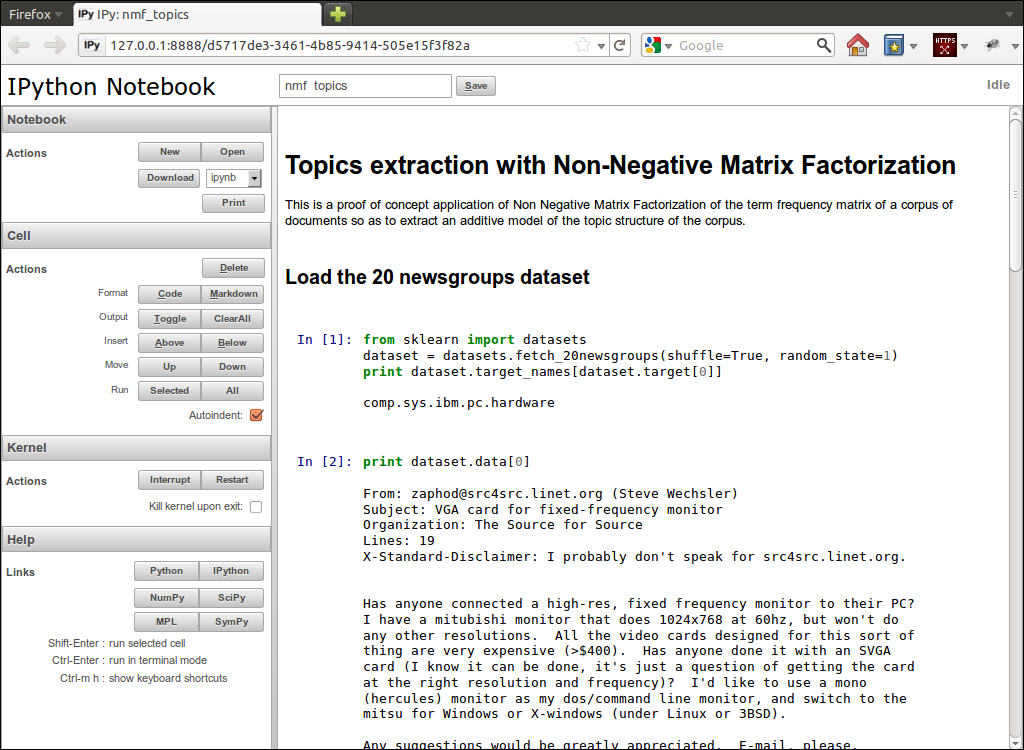 Firefox
IPy IPy: nmf_topics
IPy 127.0.0.1:8888/d5717de3-3461-4b85-9414-505e15f3f82a
Google
HTTPS
IPython Notebook
nmf_topics
Save
Idle
Notebook
Actions
New Open
Download ipynb
Print
Cell
Actions
Delete
Format Code Markdown
Output Toggle ClearAll
Insert Above Below
Move Up Down
Run Selected All
Autoindent:
Kernel
Actions
Interrupt Restart
Kill kernel upon exit:
Help
Links
Python IPython
NumPy SciPy
MPL SymPy
Shift-Enter : run selected cell
Ctrl-Enter : run in terminal mode
Ctrl-m h : show keyboard shortcuts
Topics extraction with Non-Negative Matrix Factorization
This is a proof of concept application of Non Negative Matrix Factorization of the term frequency matrix of a corpus of
documents so as to extract an additive model of the topic structure of the corpus.
Load the 20 newsgroups dataset
In [1]: from sklearn import datasets
dataset = datasets.fetch_20newsgroups(shuffle=True, random_state=1)
print dataset.target_names[dataset.target[0]]
comp.sys.ibm.pc.hardware
In [2]: print dataset.data[0]
From: zaphod@src4src.linet.org (Steve Wechsler)
Subject: VGA card for fixed-frequency monitor
Organization: The Source for Source
Lines: 19
X-Standard-Disclaimer: I probably don't speak for src4src.linet.org.
Has anyone connected a high-res, fixed frequency monitor to their PC?
I have a mitubishi monitor that does 1024x768 at 60hz, but won't do
any other resolutions.  All the video cards designed for this sort of
thing are very expensive (>$400).  Has anyone done it with an SVGA
card (I know it can be done, it's just a question of getting the card
at the right resolution and frequency)?  I'd like to use a mono
(hercules) monitor as my dos/command line monitor, and switch to the
mitsu for Windows or X-windows (under Linux or 3BSD).
Any suggestions would be greatly appreciated.  E-mail, please.